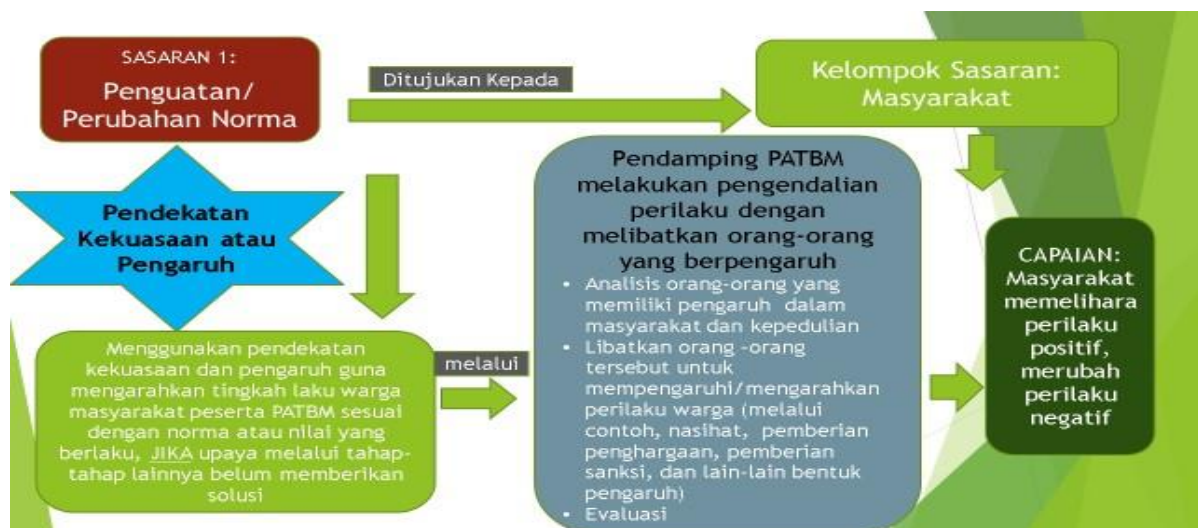 SASARAN 1:
Penguatan/
Perubahan Norma
Ditujukan Kepada
Kelompok Sasaran:
Masyarakat
Pendekatan
Kekuasaan atau
Pengaruh
Menggunakan pendekatan
kekuasaan dan pengaruh guna
mengarahkan tingkah laku warga
masyarakat peserta PATBM sesuai
dengan norma atau nilai yang
berlaku, JIKA upaya melalui tahap-
tahap lainnya belum memberikan
solusi
melalui
Pendamping PATBM
melakukan pengendalian
perilaku dengan
melibatkan orang-orang
yang berpengaruh
• Analisis orang-orang yang
memiliki pengaruh dalam
masyarakat dan kepedulian
• Libatkan orang -orang
tersebut untuk
mempengaruhi/mengarahkan
perilaku warga (melalui
contoh, nasihat, pemberian
penghargaan, pemberian
sanksi, dan lain-lain bentuk
pengaruh)
• Evaluasi
CAPAIAN:
Masyarakat
memelihara
perilaku
positif,
merubah
perilaku
negatif